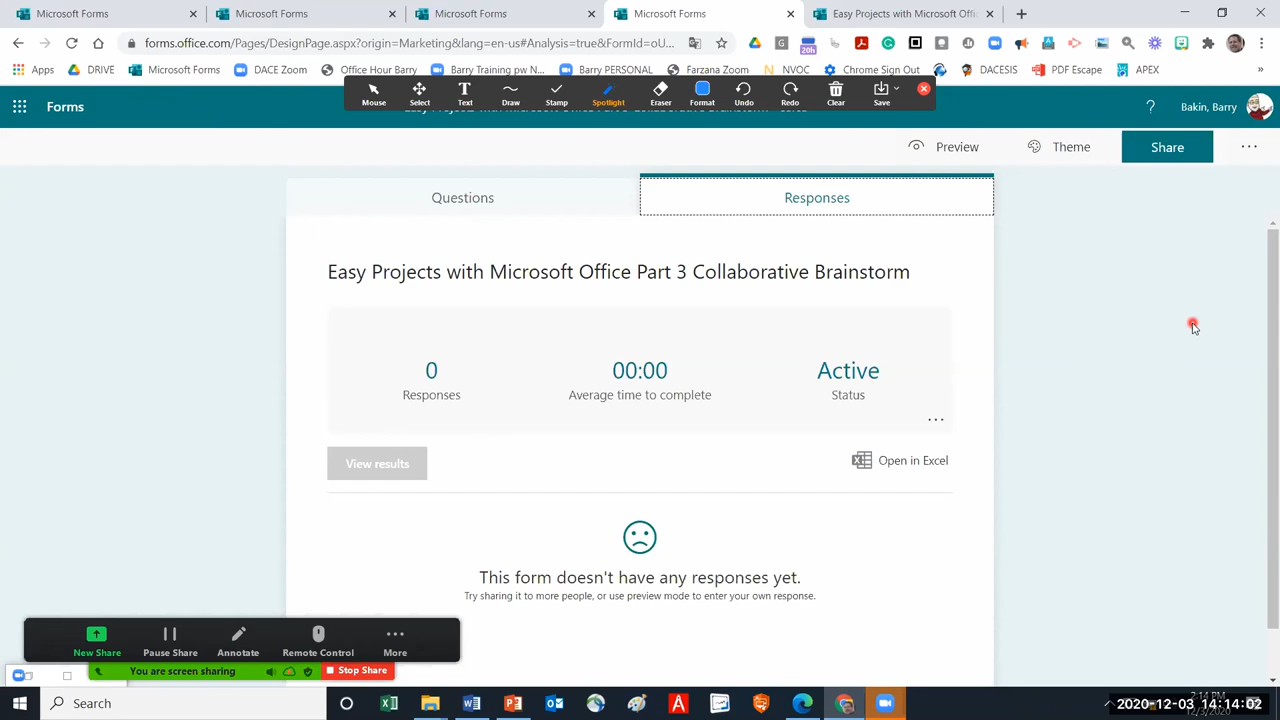 Microsoft Forms
Microsoft Forms
Microsoft Forms
Microsoft Forms
Easy Projects with Microsoft Offi
forms.office.com/Pages/DesignPage.aspx?origin=Marketing&lang=en-us#Analysis=true&FormId=oU...
20h
Apps
DRIVE
Microsoft Forms
DACE Zoom
Office Hour Barry
Barry Training pw N...
Barry PERSONAL
Farzana Zoom
NVOC
Chrome Sign Out
DACESIS
PDF Escape
APEX
Mouse
Select
Text
Draw
Stamp
Spotlight
Eraser
Format
Undo
Redo
Clear
Save
Forms
? Bakin, Barry
Preview
Theme
Share
Questions
Responses
Easy Projects with Microsoft Office Part 3 Collaborative Brainstorm
0
00:00
Active
Responses
Average time to complete
Status
View results
Open in Excel
This form doesn't have any responses yet.
Try sharing it to more people, or use preview mode to enter your own response.
New Share
Pause Share
Annotate
Remote Control
More
You are screen sharing
Stop Share
Search
2:14 PM
2020-12-03 14:14:02
12/3/2020